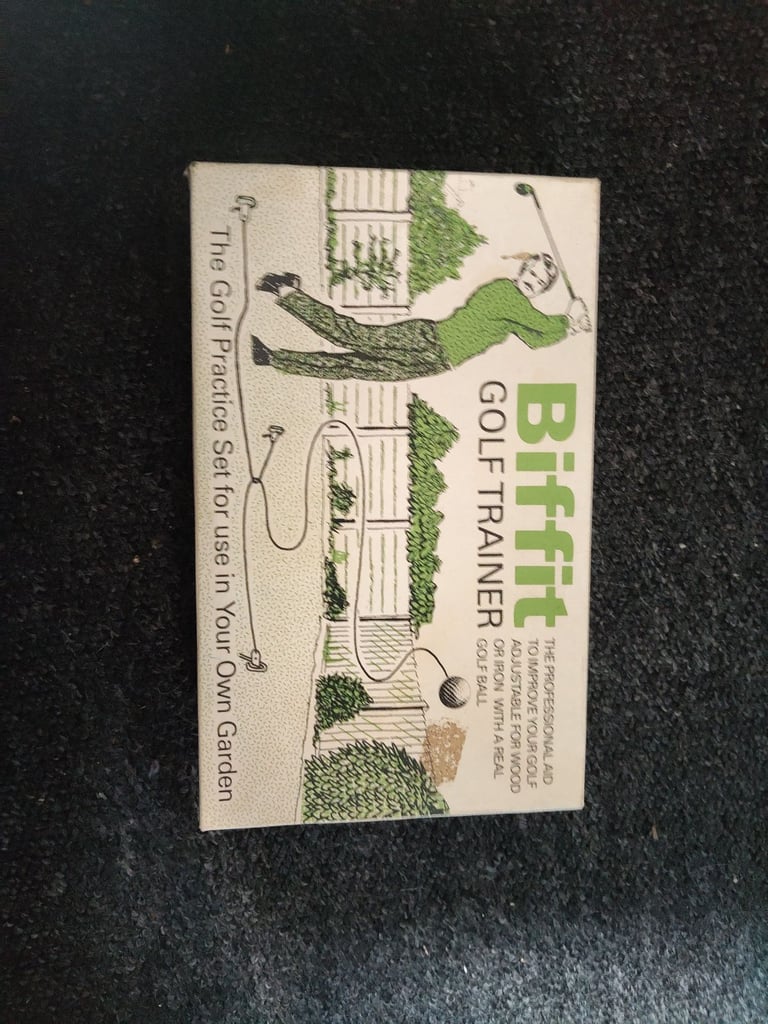 Biffit
GOLF TRAINER
THE PROFESSIONAL AID
TO IMPROVE YOUR GOLF
ADJUSTABLE FOR WOOD
OR IRON WITH A REAL
GOLF BALL
The Golf Practice Set for use in Your Own Garden